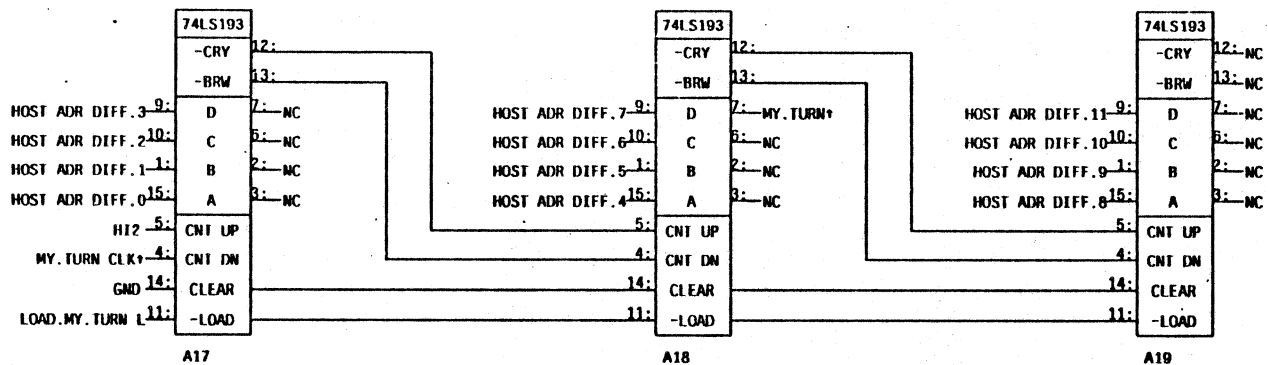 74LS193 74LS193 74LS193
-CRY 12: -CRY 12: -CRY 12: NC
-BRW 13: -BRW 13: -BRW 13: NC
HOST ADR DIFF.3 9: D 7: NC HOST ADR DIFF.7 9: D 7: MY.TURN↑ HOST ADR DIFF.11 9: D 7: NC
HOST ADR DIFF.2 10: C 6: NC HOST ADR DIFF.6 10: C 6: NC HOST ADR DIFF.10 10: C 6: NC
HOST ADR DIFF.1 1: B 2: NC HOST ADR DIFF.5 1: B 2: NC HOST ADR DIFF.9 1: B 2: NC
HOST ADR DIFF.0 15: A 3: NC HOST ADR DIFF.4 15: A 3: NC HOST ADR DIFF.8 15: A 3: NC
HI2 5: CNT UP 5: CNT UP 5: CNT UP
MY.TURN CLK↑ 4: CNT DN 4: CNT DN 4: CNT DN
GND 14: CLEAR 14: CLEAR 14: CLEAR
LOAD.MY.TURN L 11: -LOAD 11: -LOAD 11: -LOAD
A17 A18 A19